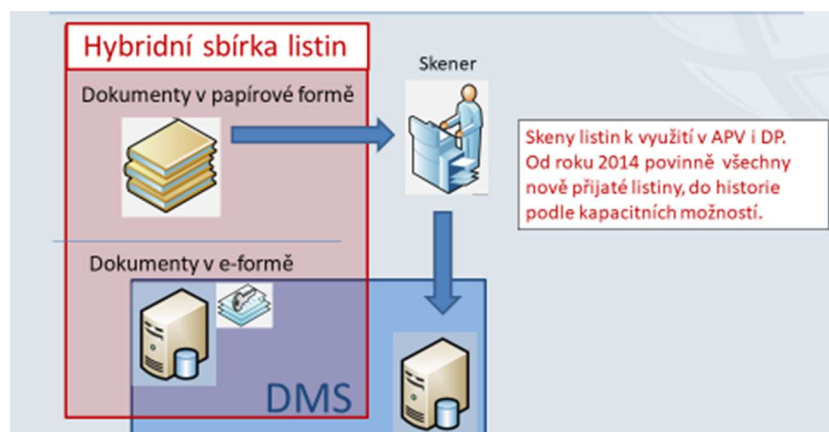 Hybridní sbírka listin
Skener
Dokumenty v papírové formě
Skeny listin k využití v APV i DP.
Od roku 2014 povinně všechny
nově přijaté listiny, do historie
podle kapacitních možností.
Dokumenty v e-formě
DMS